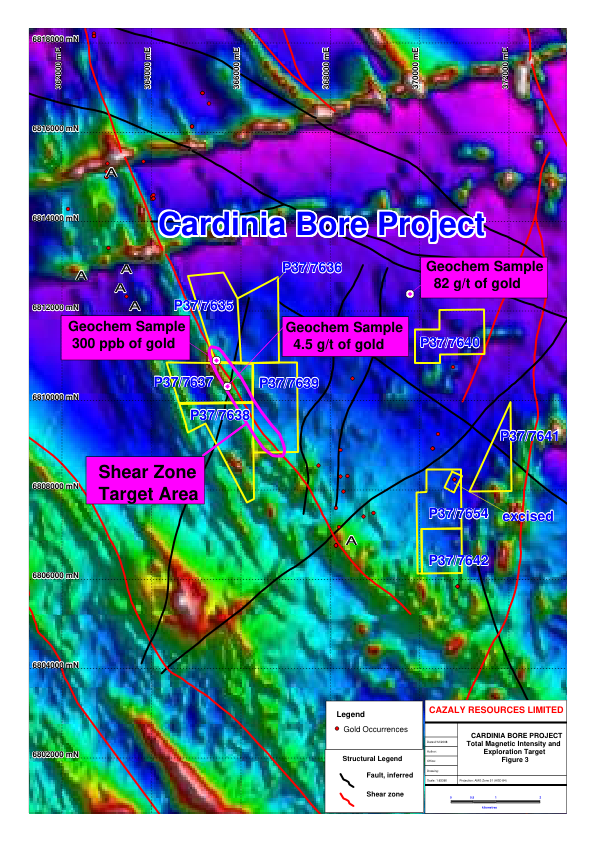 6818000 mN
364000 mE
366000 mE
368000 mE
370000 mE
372000 mE
6816000 mN
6814000 mN
Cardinia Bore Project
P37/7636
Geochem Sample
82 g/t of gold
6812000 mN
P37/7635
Geochem Sample
300 ppb of gold
Geochem Sample
4.5 g/t of gold
P37/7640
P37/7637
P37/7639
6810000 mN
P37/7638
P37/7641
Shear Zone
Target Area
6808000 mN
P37/7654
excised
P37/7642
6806000 mN
6804000 mN
6802000 mN
Legend
Gold Occurrences
Structural Legend
Fault, inferred
Shear zone
CAZALY RESOURCES LIMITED
CARDINIA BORE PROJECT
Total Magnetic Intensity and
Exploration Target
Figure 3